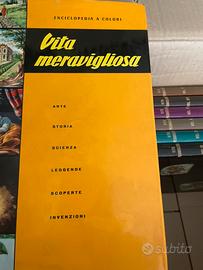 ENCICLOPEDIA A COLORI
Vita
meravigliosa
ARTE
STORIA
SCIENZA
LEGGENDE
SCOPERTE
INVENZIONI
subito